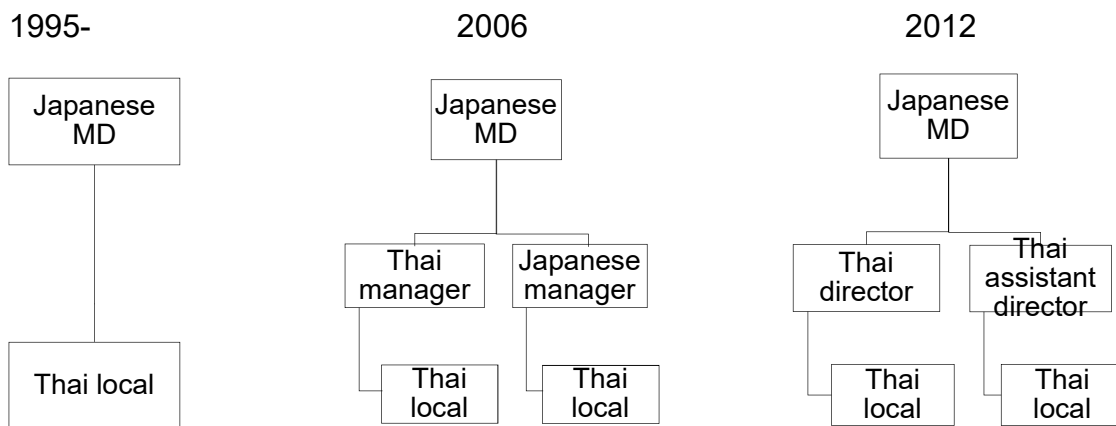 1995-
2006
2012
Japanese
MD
Thai local
Japanese
MD
Thai
manager
Japanese
manager
Thai
local
Thai
local
Japanese
MD
Thai
director
Thai
assistant
director
Thai
local
Thai
local